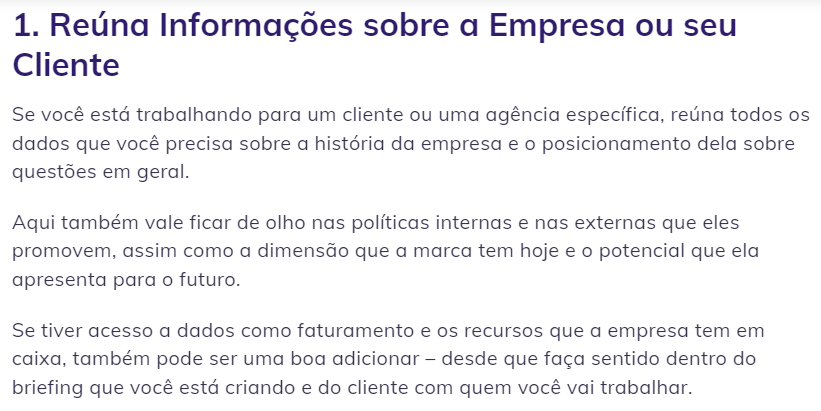 1. Reúna Informações sobre a Empresa ou seu
Cliente
Se você está trabalhando para um cliente ou uma agência específica, reúna todos os
dados que você precisa sobre a história da empresa e o posicionamento dela sobre
questões em geral.
Aqui também vale ficar de olho nas políticas internas e nas externas que eles
promovem, assim como a dimensão que a marca tem hoje e o potencial que ela
apresenta para o futuro.
Se tiver acesso a dados como faturamento e os recursos que a empresa tem em
caixa, também pode ser uma boa adicionar – desde que faça sentido dentro do
briefing que você está criando e do cliente com quem você vai trabalhar.